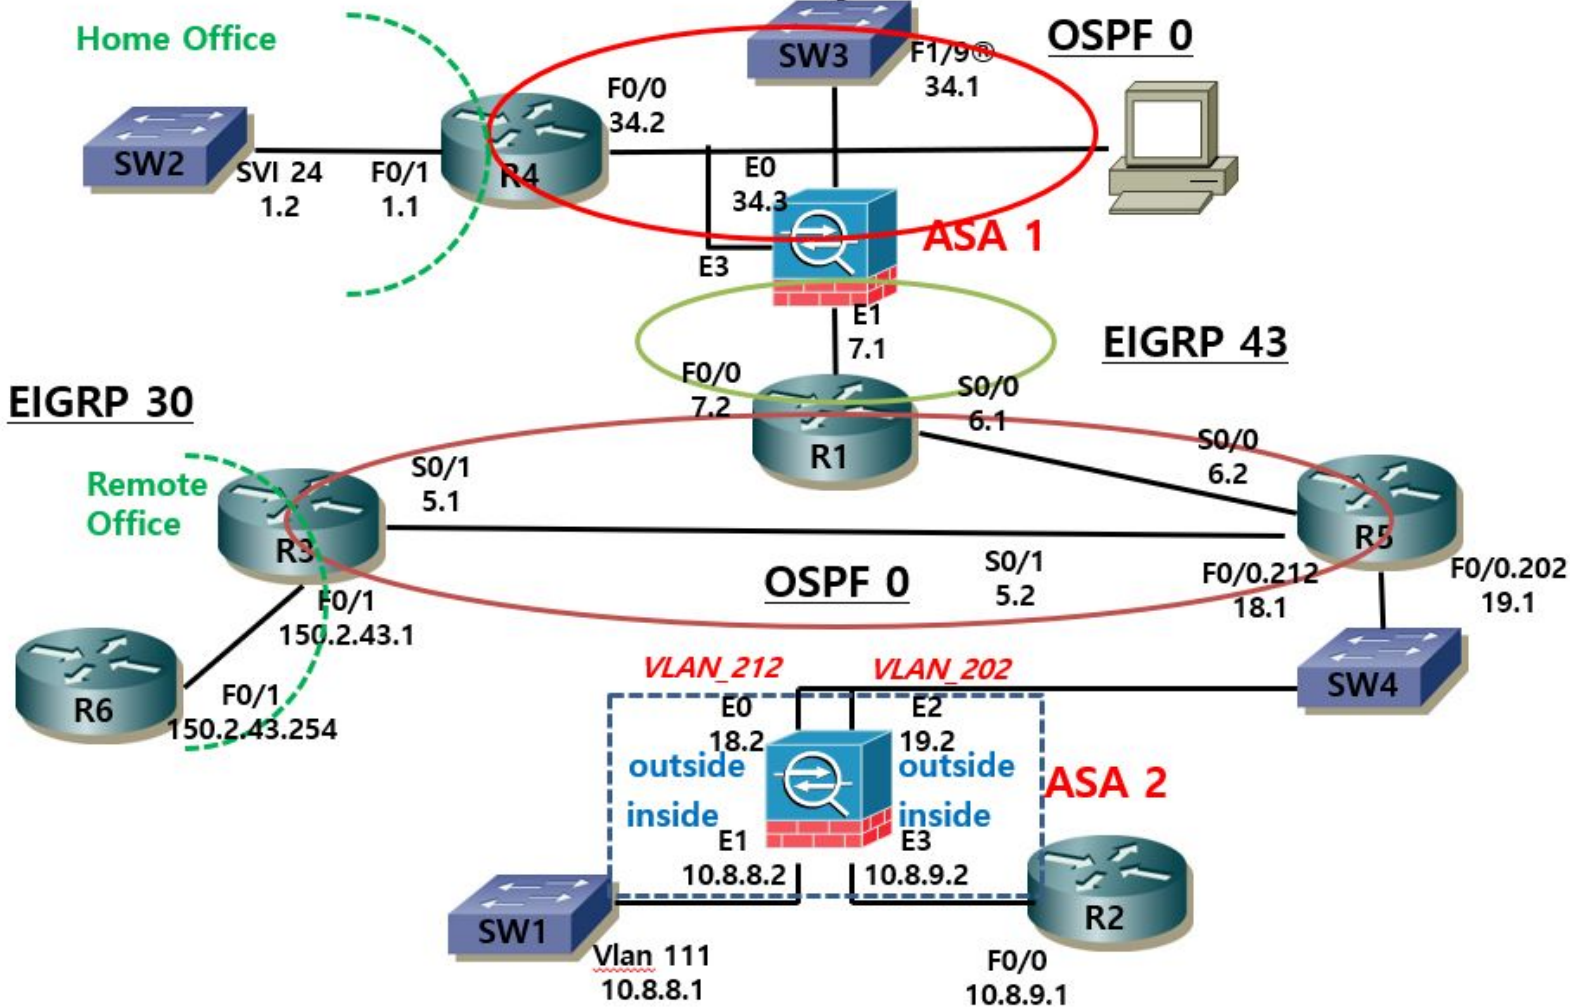 Home Office
OSPF 0
SW3
F1/9®
34.1
F0/0
34.2
SW2
SVI 24
1.2
F0/1
1.1
R4
E0
34.3
ASA 1
E3
E1
7.1
EIGRP 43
EIGRP 30
F0/0
7.2
S0/0
6.1
R1
S0/0
6.2
Remote
Office
S0/1
5.1
R3
R5
OSPF 0
S0/1
5.2
F0/0.212
18.1
F0/0.202
19.1
F0/1
150.2.43.1
R6
F0/1
150.2.43.254
VLAN_212
VLAN_202
SW4
E0
18.2
E2
19.2
outside
outside
ASA 2
inside
inside
E1
10.8.8.2
E3
10.8.9.2
SW1
R2
Vlan 111
10.8.8.1
F0/0
10.8.9.1